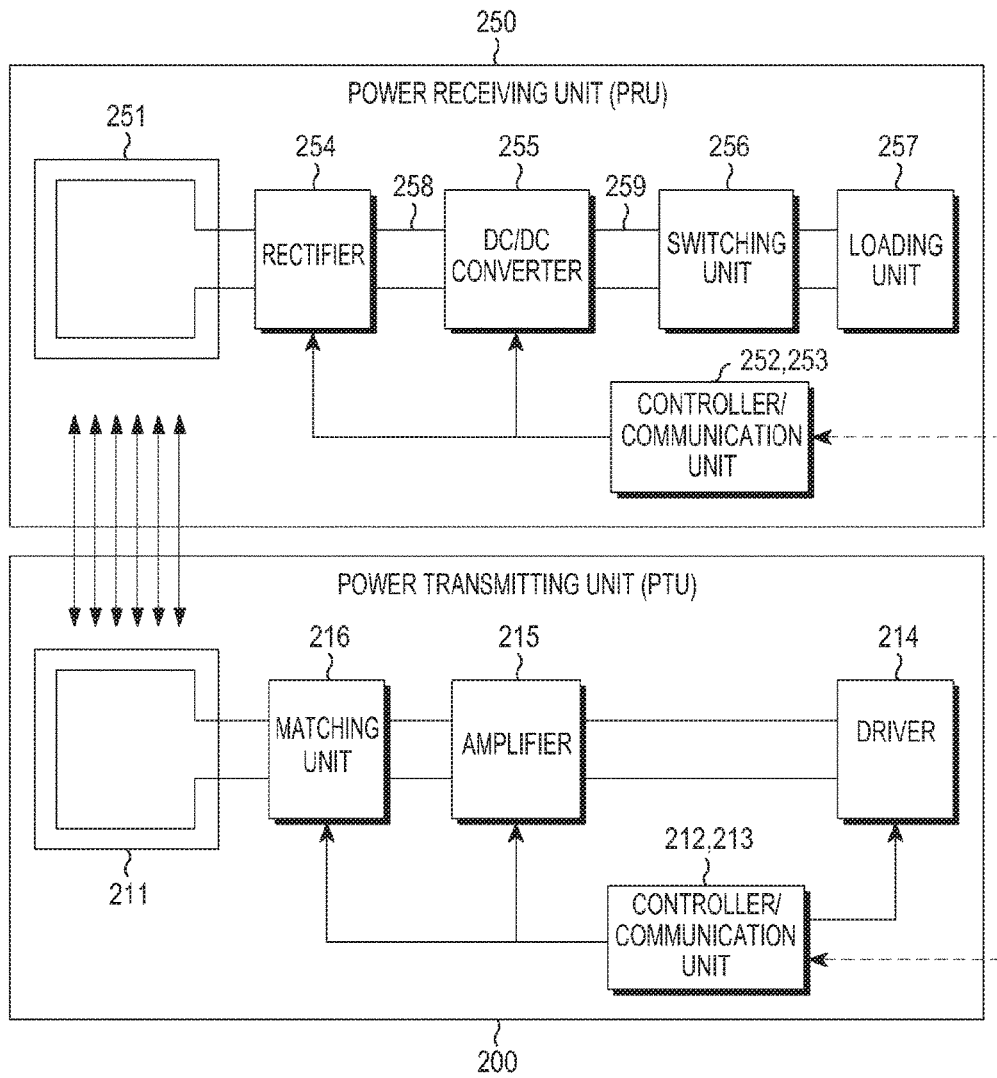 250
POWER RECEIVING UNIT (PRU)
251
254
258
255
259
256
257
RECTIFIER
DC/DC
CONVERTER
SWITCHING
UNIT
LOADING
UNIT
252,253
CONTROLLER/
COMMUNICATION
UNIT
POWER TRANSMITTING UNIT (PTU)
216
215
214
MATCHING
UNIT
AMPLIFIER
DRIVER
211
212,213
CONTROLLER/
COMMUNICATION
UNIT
200